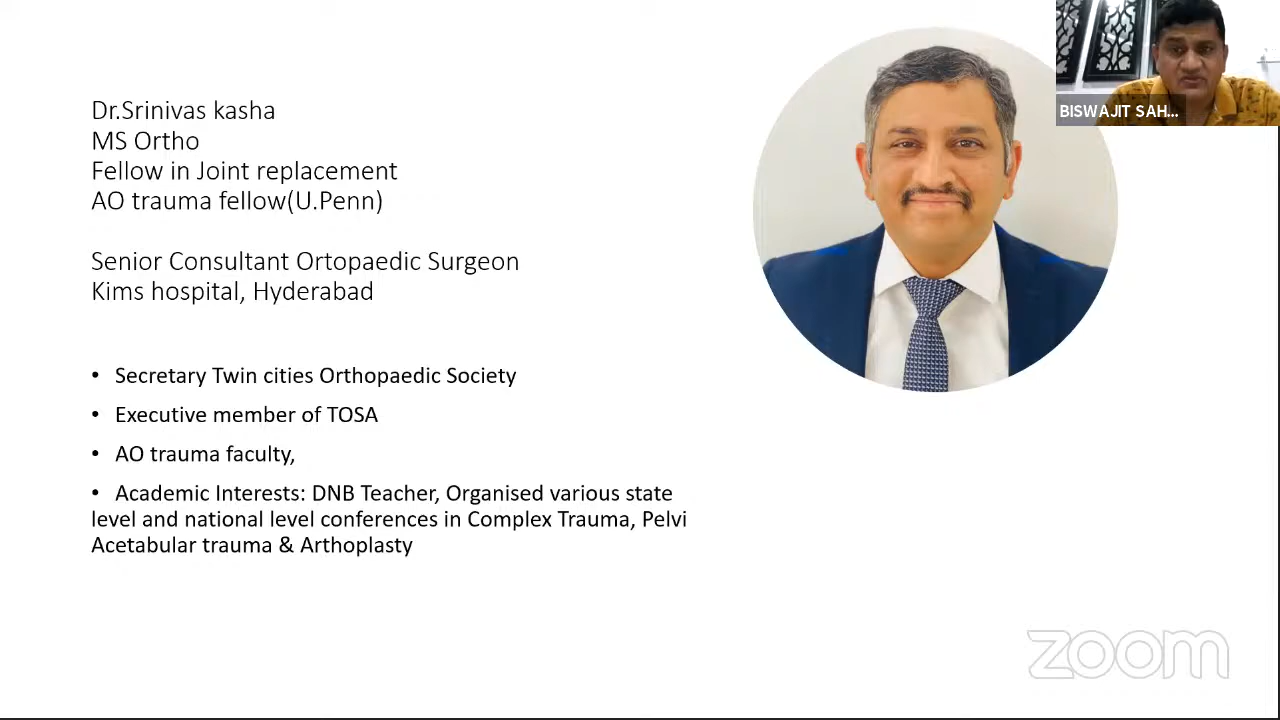 Dr.Srinivas kasha
MS Ortho
Fellow in Joint replacement
AO trauma fellow(U.Penn)
Senior Consultant Ortopaedic Surgeon
Kims hospital, Hyderabad
• Secretary Twin cities Orthopaedic Society
• Executive member of TOSA
• AO trauma faculty,
• Academic Interests: DNB Teacher, Organised various state
level and national level conferences in Complex Trauma, Pelvi
Acetabular trauma & Arthoplasty
BISWAJIT SAH...
zoom